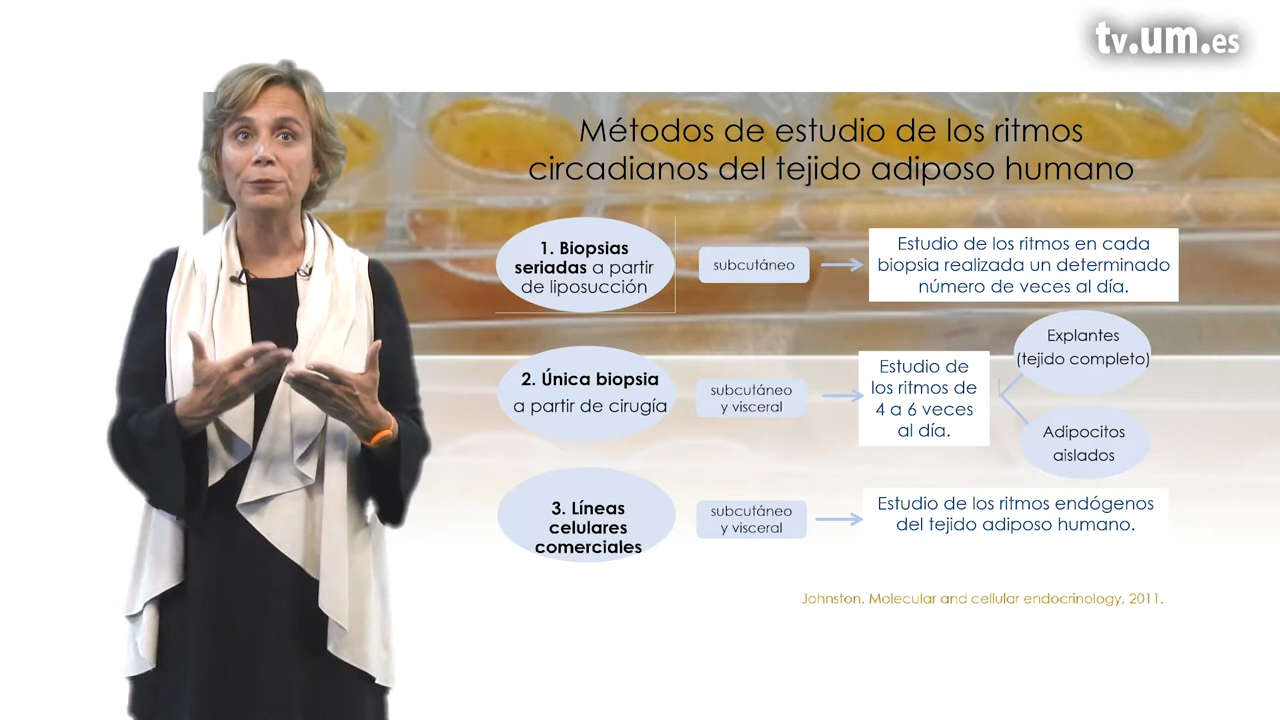 tv.um.es
Métodos de estudio de los ritmos
circadianos del tejido adiposo humano
1. Biopsias
seriadas a partir
de liposucción
subcutáneo
Estudio de los ritmos en cada
biopsia realizada un determinado
número de veces al día.
2. Única biopsia
a partir de cirugía
subcutáneo
y visceral
Estudio de
los ritmos de
4 a 6 veces
al día.
Explantes
(tejido completo)
Adipocitos
aislados
3. Líneas
celulares
comerciales
subcutáneo
y visceral
Estudio de los ritmos endógenos
del tejido adiposo humano.
Johnston. Molecular and cellular endocrinology, 2011.